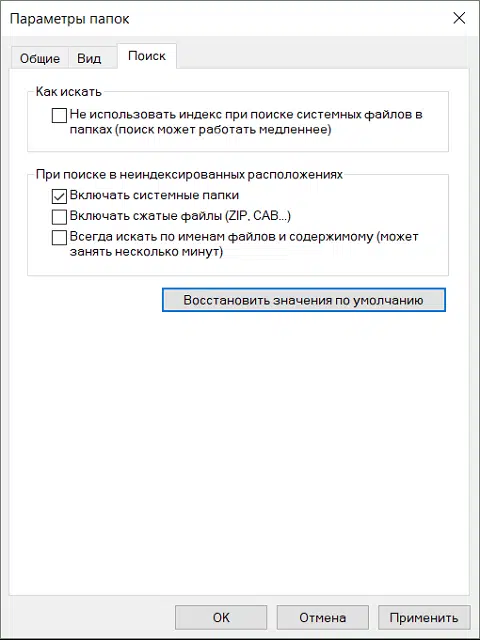 Параметры папок
Общие
Вид
Поиск
Как искать
Не использовать индекс при поиске системных файлов в
папках (поиск может работать медленнее)
При поиске в неиндексированных расположениях
Включать системные папки
Включать сжатые файлы (ZIP, CAB...)
Всегда искать по именам файлов и содержимому (может
занять несколько минут)
Восстановить значения по умолчанию
OK
Отмена
Применить